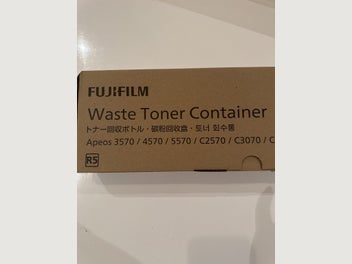 FUJIFILM
Waste Toner Container
トナー回収ボトル・碳粉回收盒・토너 회수통
Apeos 3570 / 4570 / 5570 / C2570 / C3070 / C
R5